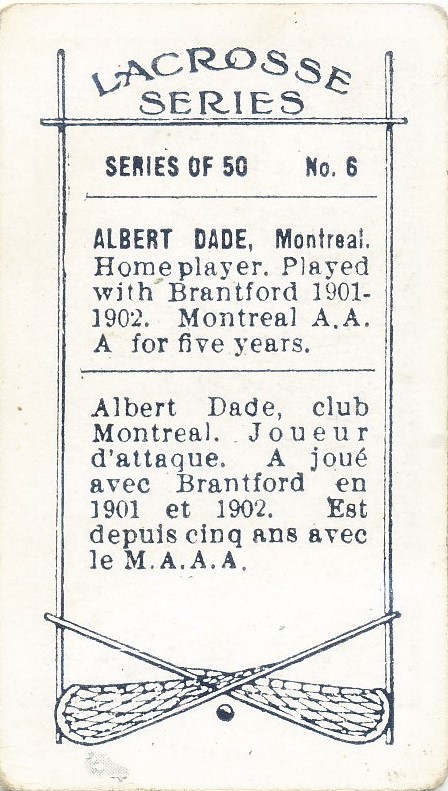 LACROSSE
SERIES
SERIES OF 50 No. 6
ALBERT DADE, Montreal.
Home player. Played
with Brantford 1901-
1902. Montreal A.A.
A for five years.
Albert Dade, club
Montreal. Joueur
d'attaque. A joué
avec Brantford en
1901 et 1902. Est
depuis cinq ans avec
le M.A.A.A.